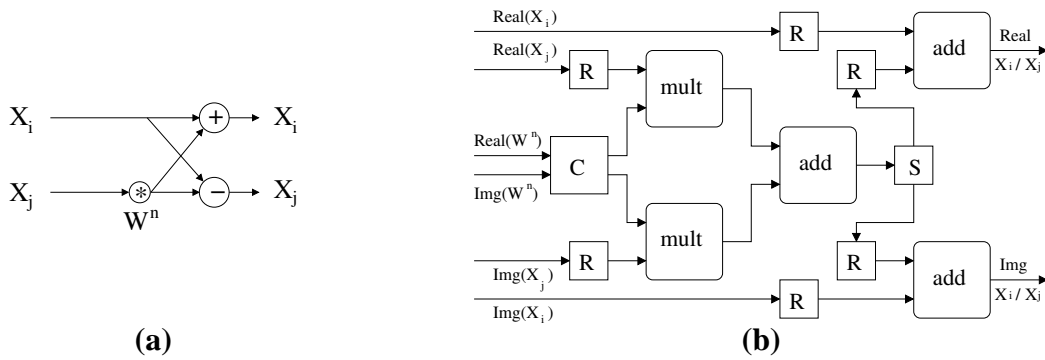 X_i
+
X_i
X_j
*
−
X_j
W^n
(a)
Real(X_i)
R
add
Real
X_i / X_j
Real(X_j)
R
mult
R
Real(W^n)
C
Img(W^n)
add
S
mult
R
Img(X_j)
R
add
Img
X_i / X_j
Img(X_i)
R
(b)